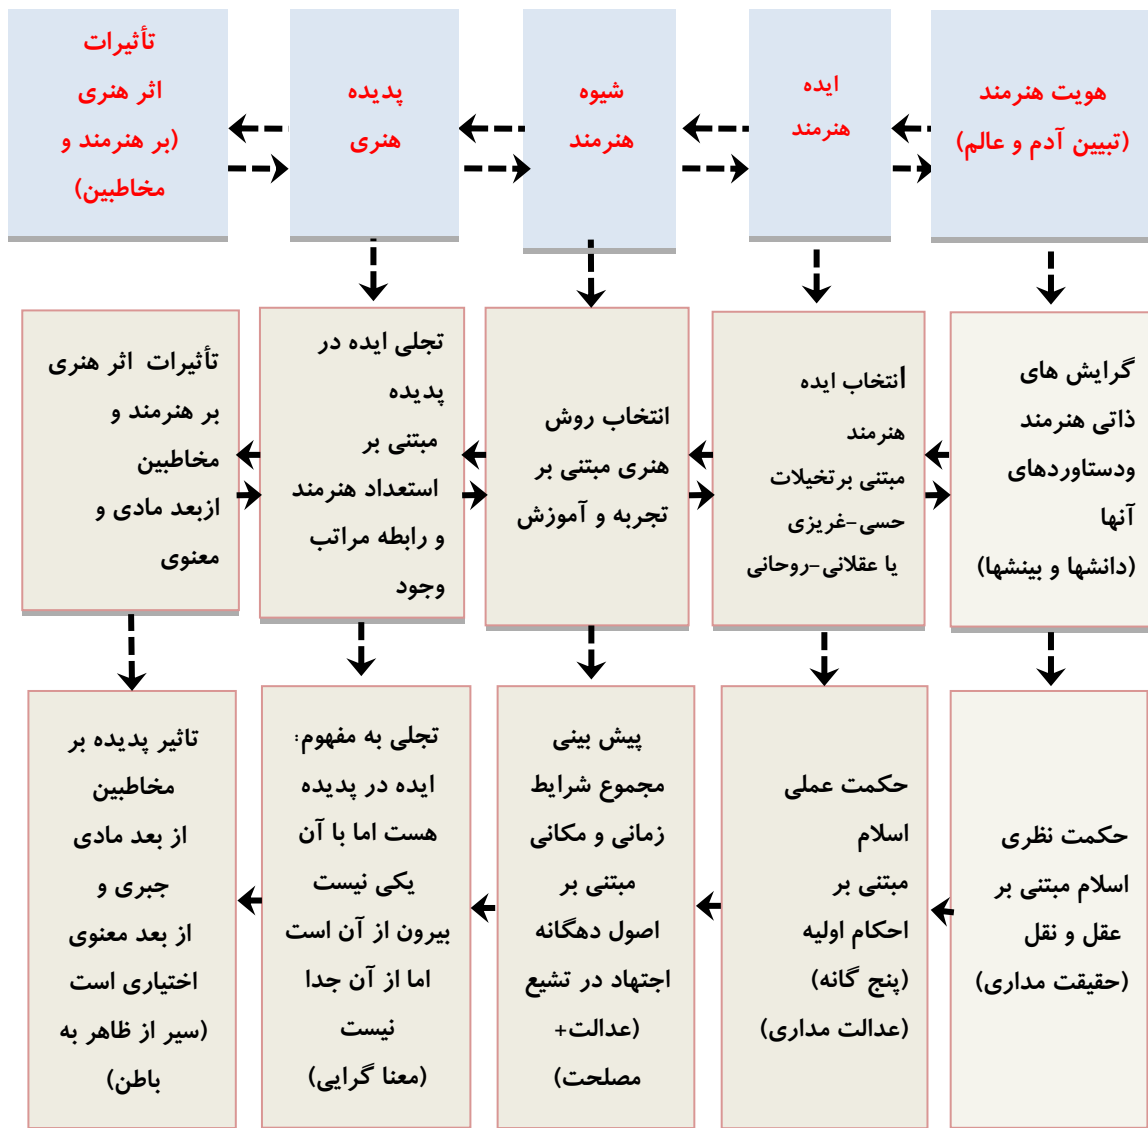 هویت هنرمند
(تبیین آدم و عالم)
ایده
هنرمند
شیوه
هنرمند
پدیده
هنری
تأثیرات
اثر هنری
(بر هنرمند و
مخاطبین)
گرایش های
ذاتی هنرمند
ودستاوردهای
آنها
(دانشها و بینشها)
انتخاب ایده
هنرمند
مبتنی برتخیلات
حسی-غریزی
یا عقلانی-روحانی
انتخاب روش
هنری مبتنی بر
تجربه و آموزش
تجلی ایده در
پدیده
مبتنی بر
استعداد هنرمند
و رابطه مراتب
وجود
تأثیرات اثر هنری
بر هنرمند و
مخاطبین
ازبعد مادی و
معنوی
حکمت نظری
اسلام مبتنی بر
عقل و نقل
(حقیقت مداری)
حکمت عملی
اسلام
مبتنی بر
احکام اولیه
(پنج گانه)
(عدالت مداری)
پیش بینی
مجموع شرایط
زمانی و مکانی
مبتنی بر
اصول دهگانه
اجتهاد در تشیع
(عدالت+
مصلحت)
تجلی به مفهوم:
ایده در پدیده
هست اما با آن
یکی نیست
بیرون از آن است
اما از آن جدا
نیست
(معنا گرایی)
تاثیر پدیده بر
مخاطبین
از بعد مادی
جبری و
از بعد معنوی
اختیاری است
(سیر از ظاهر به
باطن)